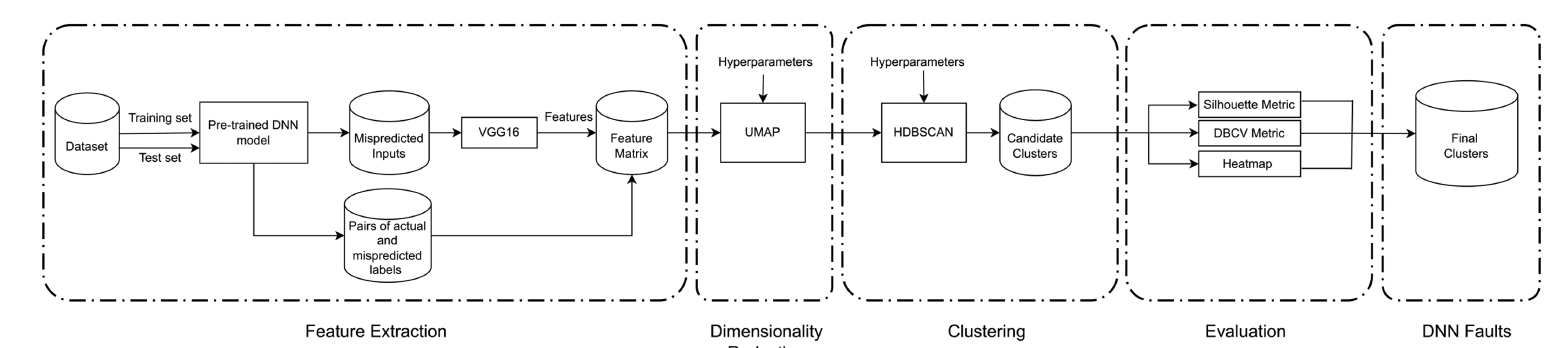 Hyperparameters
Hyperparameters
Dataset
Training set
Test set
Pre-trained DNN
model
Mispredicted
Inputs
VGG16
Features
Feature
Matrix
Pairs of actual
and
mispredicted
labels
UMAP
HDBSCAN
Candidate
Clusters
Silhouette Metric
DBCV Metric
Heatmap
Final
Clusters
Feature Extraction
Dimensionality
Clustering
Evaluation
DNN Faults